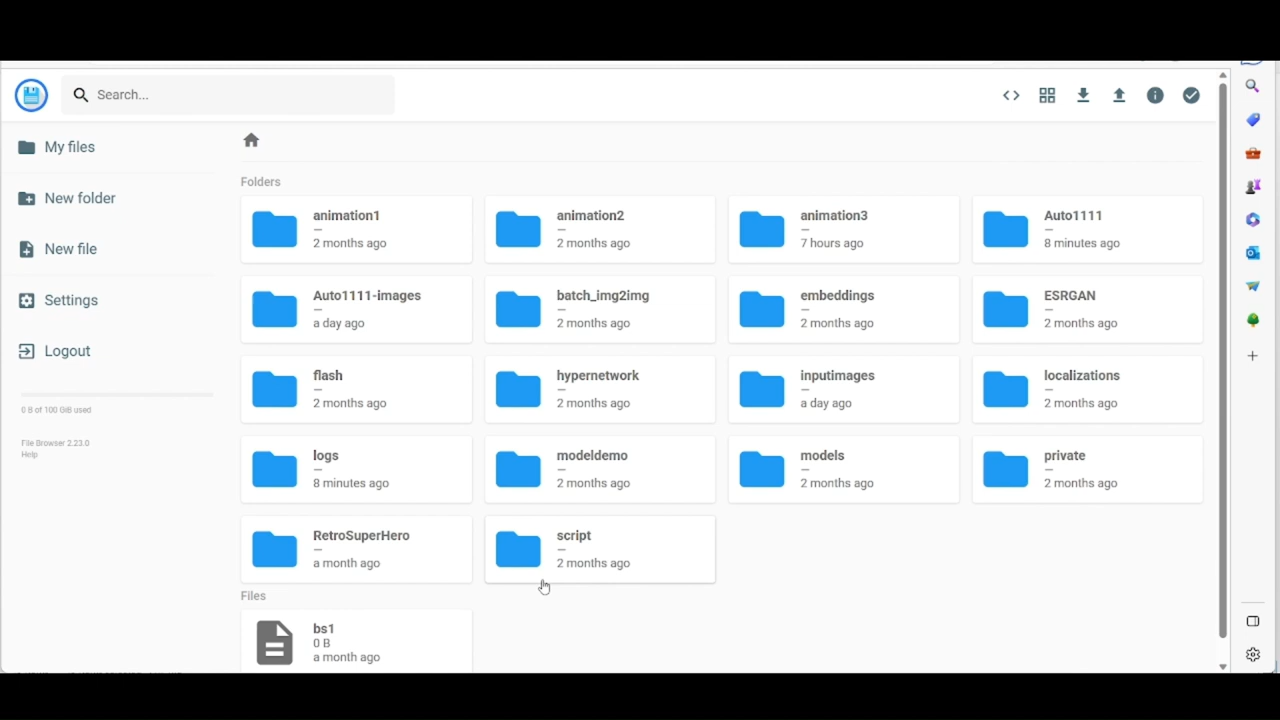 Search...
My files
New folder
New file
Settings
Logout
0 B of 100 GiB used
File Browser 2.23.0
Help
Folders
animation1
—
2 months ago
animation2
—
2 months ago
animation3
—
7 hours ago
Auto1111
—
8 minutes ago
Auto1111-images
—
a day ago
batch_img2img
—
2 months ago
embeddings
—
2 months ago
ESRGAN
—
2 months ago
flash
—
2 months ago
hypernetwork
—
2 months ago
inputimages
—
a day ago
localizations
—
2 months ago
logs
—
8 minutes ago
modeldemo
—
2 months ago
models
—
2 months ago
private
—
2 months ago
RetroSuperHero
—
a month ago
script
—
2 months ago
Files
bs1
0 B
a month ago